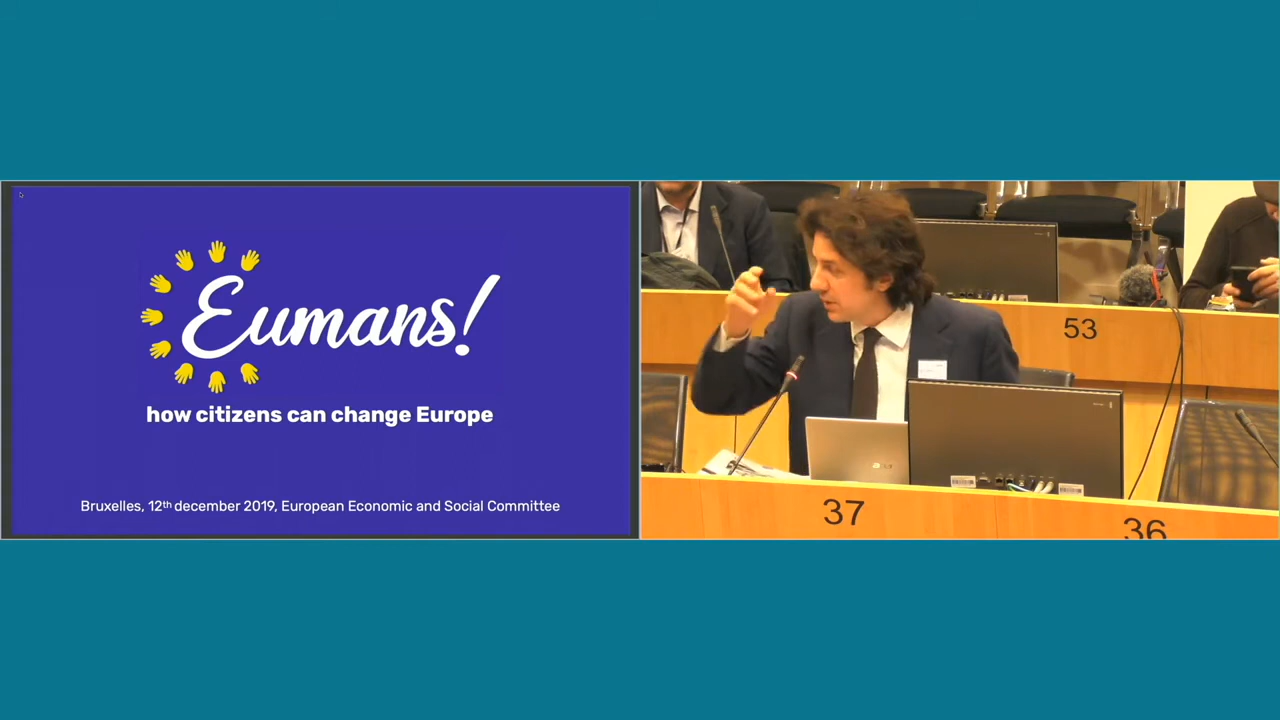 Eumans!
how citizens can change Europe
Bruxelles, 12th december 2019, European Economic and Social Committee
53
37
36